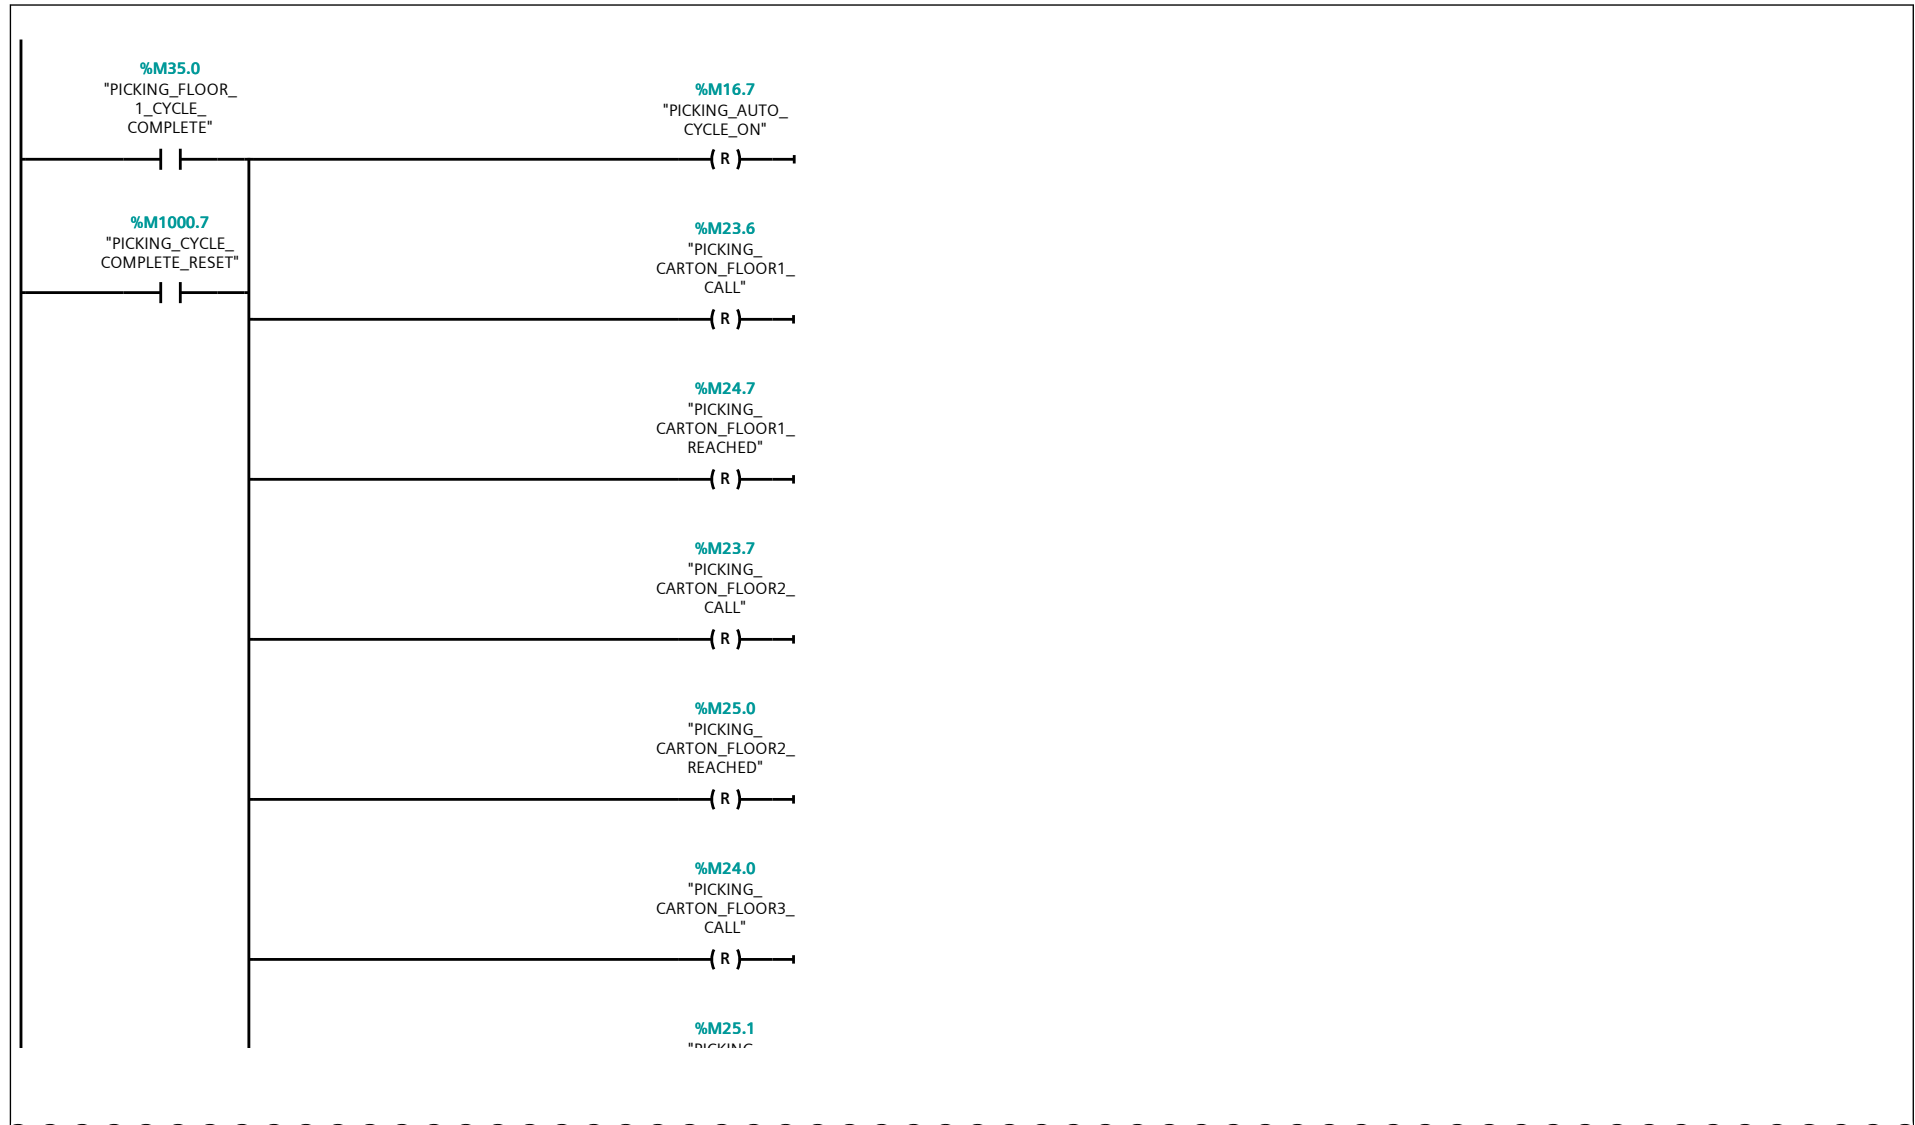 %M35.0
"PICKING_FLOOR_
1_CYCLE_
COMPLETE"
%M16.7
"PICKING_AUTO_
CYCLE_ON"
R
%M1000.7
"PICKING_CYCLE_
COMPLETE_RESET"
%M23.6
"PICKING_
CARTON_FLOOR1_
CALL"
R
%M24.7
"PICKING_
CARTON_FLOOR1_
REACHED"
R
%M23.7
"PICKING_
CARTON_FLOOR2_
CALL"
R
%M25.0
"PICKING_
CARTON_FLOOR2_
REACHED"
R
%M24.0
"PICKING_
CARTON_FLOOR3_
CALL"
R
%M25.1